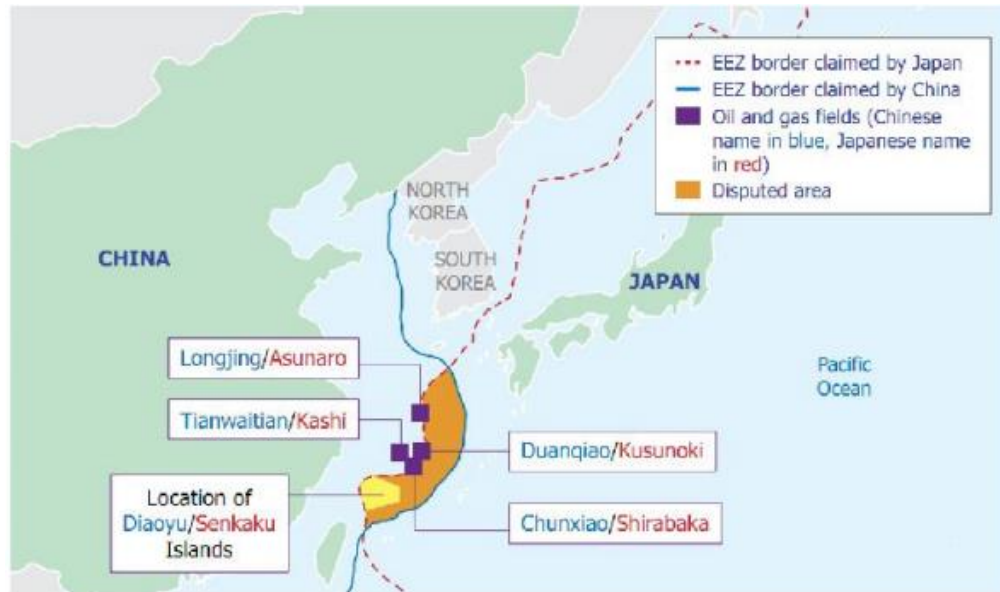 EEZ border claimed by Japan
EEZ border claimed by China
Oil and gas fields (Chinese
name in blue, Japanese name
in red)
Disputed area
NORTH
KOREA
CHINA
SOUTH
KOREA
JAPAN
Longjing/Asunaro
Pacific
Ocean
Tianwaitian/Kashi
Duanqiao/Kusunoki
Location of
Diaoyu/Senkaku
Islands
Chunxiao/Shirabaka